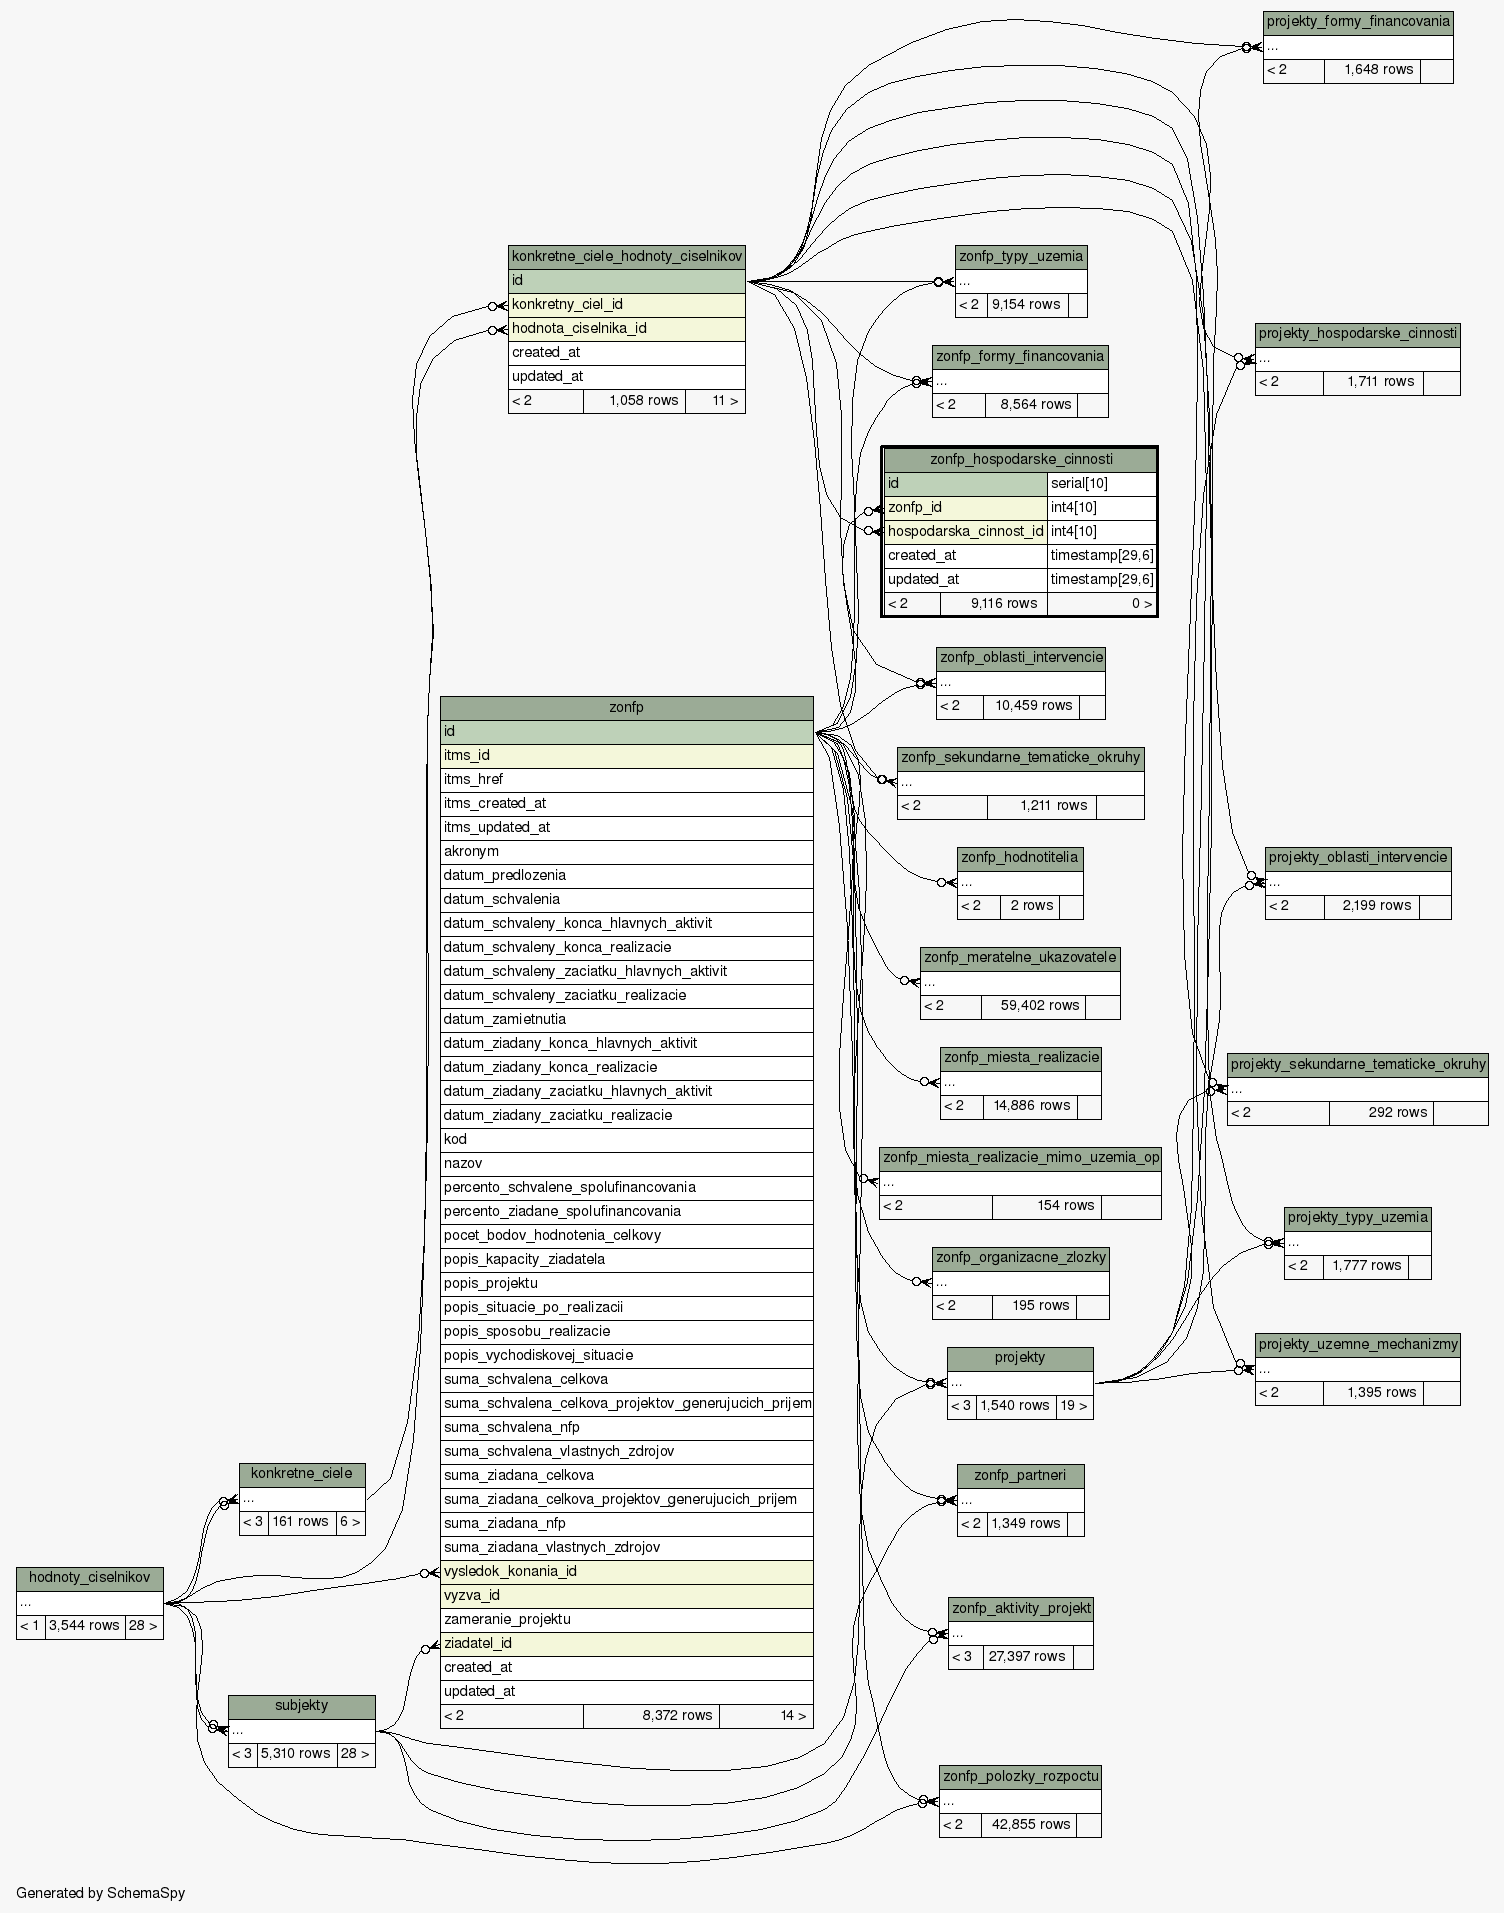 projekty_formy_financovania
...
< 2 1,648 rows
konkretne_ciele_hodnoty_ciselnikov
id
konkretny_ciel_id
hodnota_ciselnika_id
created_at
updated_at
< 2 1,058 rows 11 >
zonfp_typy_uzemia
...
< 2 9,154 rows
projekty_hospodarske_cinnosti
...
< 2 1,711 rows
zonfp_formy_financovania
...
< 2 8,564 rows
zonfp_hospodarske_cinnosti
id serial[10]
zonfp_id int4[10]
hospodarska_cinnost_id int4[10]
created_at timestamp[29,6]
updated_at timestamp[29,6]
< 2 9,116 rows 0 >
zonfp_oblasti_intervencie
...
< 2 10,459 rows
zonfp
id
itms_id
itms_href
itms_created_at
itms_updated_at
akronym
datum_predlozenia
datum_schvalenia
datum_schvaleny_konca_hlavnych_aktivit
datum_schvaleny_konca_realizacie
datum_schvaleny_zaciatku_hlavnych_aktivit
datum_schvaleny_zaciatku_realizacie
datum_zamietnutia
datum_ziadany_konca_hlavnych_aktivit
datum_ziadany_konca_realizacie
datum_ziadany_zaciatku_hlavnych_aktivit
datum_ziadany_zaciatku_realizacie
kod
nazov
percento_schvalene_spolufinancovania
percento_ziadane_spolufinancovania
pocet_bodov_hodnotenia_celkovy
popis_kapacity_ziadatela
popis_projektu
popis_situacie_po_realizacii
popis_sposobu_realizacie
popis_vychodiskovej_situacie
suma_schvalena_celkova
suma_schvalena_celkova_projektov_generujucich_prijem
suma_schvalena_nfp
suma_schvalena_vlastnych_zdrojov
suma_ziadana_celkova
suma_ziadana_celkova_projektov_generujucich_prijem
suma_ziadana_nfp
suma_ziadana_vlastnych_zdrojov
vysledok_konania_id
vyzva_id
zameranie_projektu
ziadatel_id
created_at
updated_at
< 2 8,372 rows 14 >
zonfp_sekundarne_tematicke_okruhy
...
< 2 1,211 rows
zonfp_hodnotitelia
...
< 2 2 rows
projekty_oblasti_intervencie
...
< 2 2,199 rows
zonfp_meratelne_ukazovatele
...
< 2 59,402 rows
zonfp_miesta_realizacie
...
< 2 14,886 rows
projekty_sekundarne_tematicke_okruhy
...
< 2 292 rows
zonfp_miesta_realizacie_mimo_uzemia_op
...
< 2 154 rows
projekty_typy_uzemia
...
< 2 1,777 rows
zonfp_organizacne_zlozky
...
< 2 195 rows
projekty
...
< 3 1,540 rows 19 >
projekty_uzemne_mechanizmy
...
< 2 1,395 rows
konkretne_ciele
...
< 3 161 rows 6 >
zonfp_partneri
...
< 2 1,349 rows
hodnoty_ciselnikov
...
< 1 3,544 rows 28 >
zonfp_aktivity_projekt
...
< 3 27,397 rows
subjekty
...
< 3 5,310 rows 28 >
zonfp_polozky_rozpoctu
...
< 2 42,855 rows
Generated by SchemaSpy